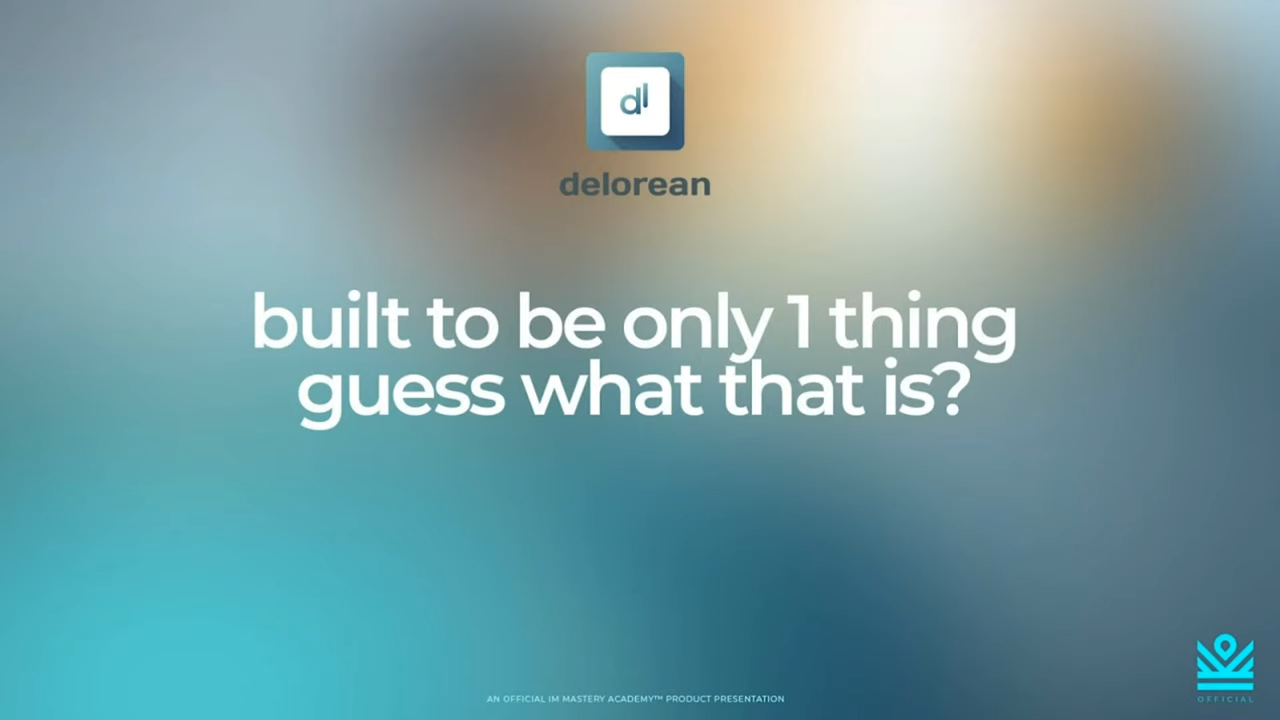 dl
delorean
built to be only 1 thing
guess what that is?
AN OFFICIAL IM MASTERY ACADEMY™ PRODUCT PRESENTATION
OFFICIAL